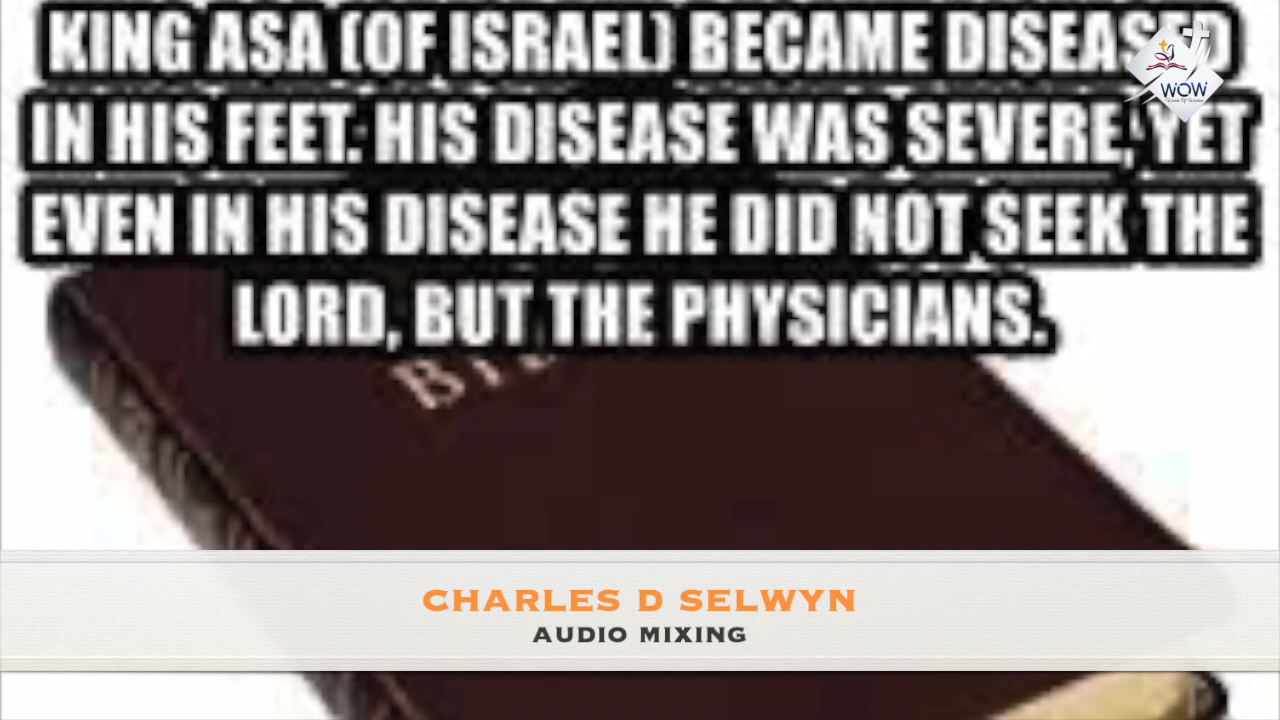 KING ASA (OF ISRAEL) BECAME DISEASED
IN HIS FEET. HIS DISEASE WAS SEVERE, YET
EVEN IN HIS DISEASE HE DID NOT SEEK THE
LORD, BUT THE PHYSICIANS.
WOW
CHARLES D SELWYN
AUDIO MIXING